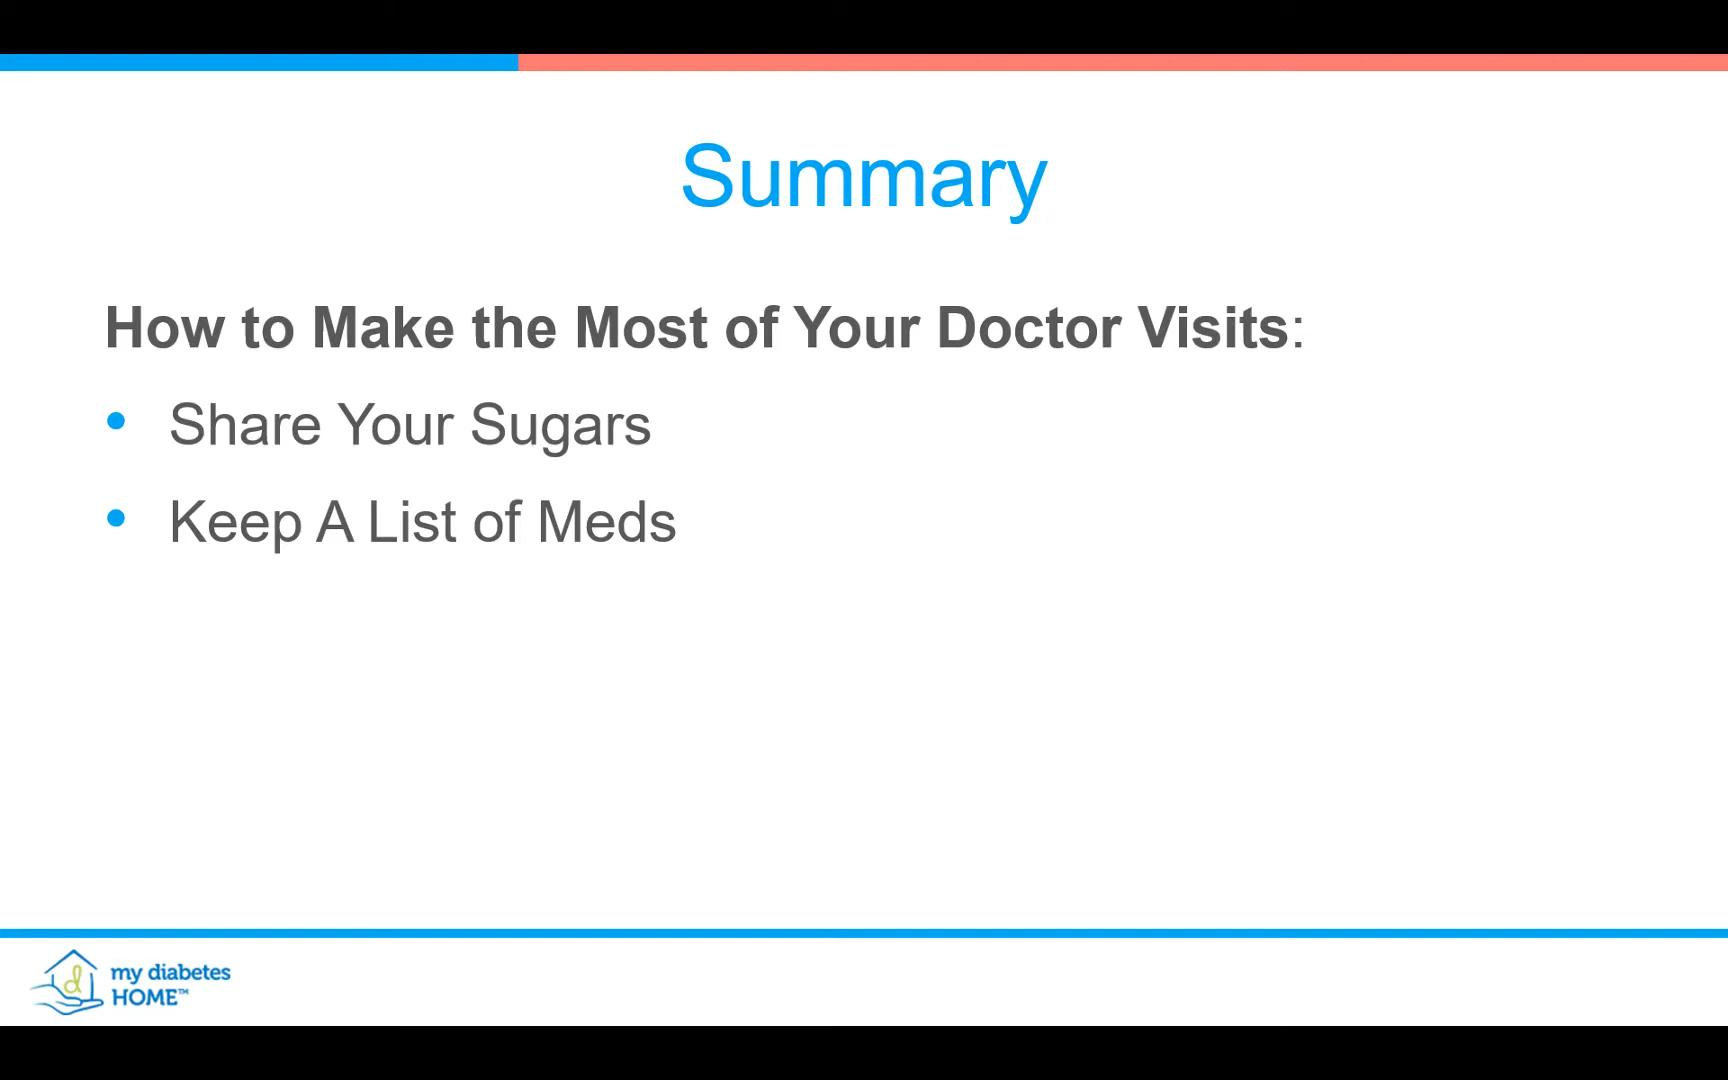 Summary
How to Make the Most of Your Doctor Visits:
• Share Your Sugars
• Keep A List of Meds
d
my diabetes
HOME™